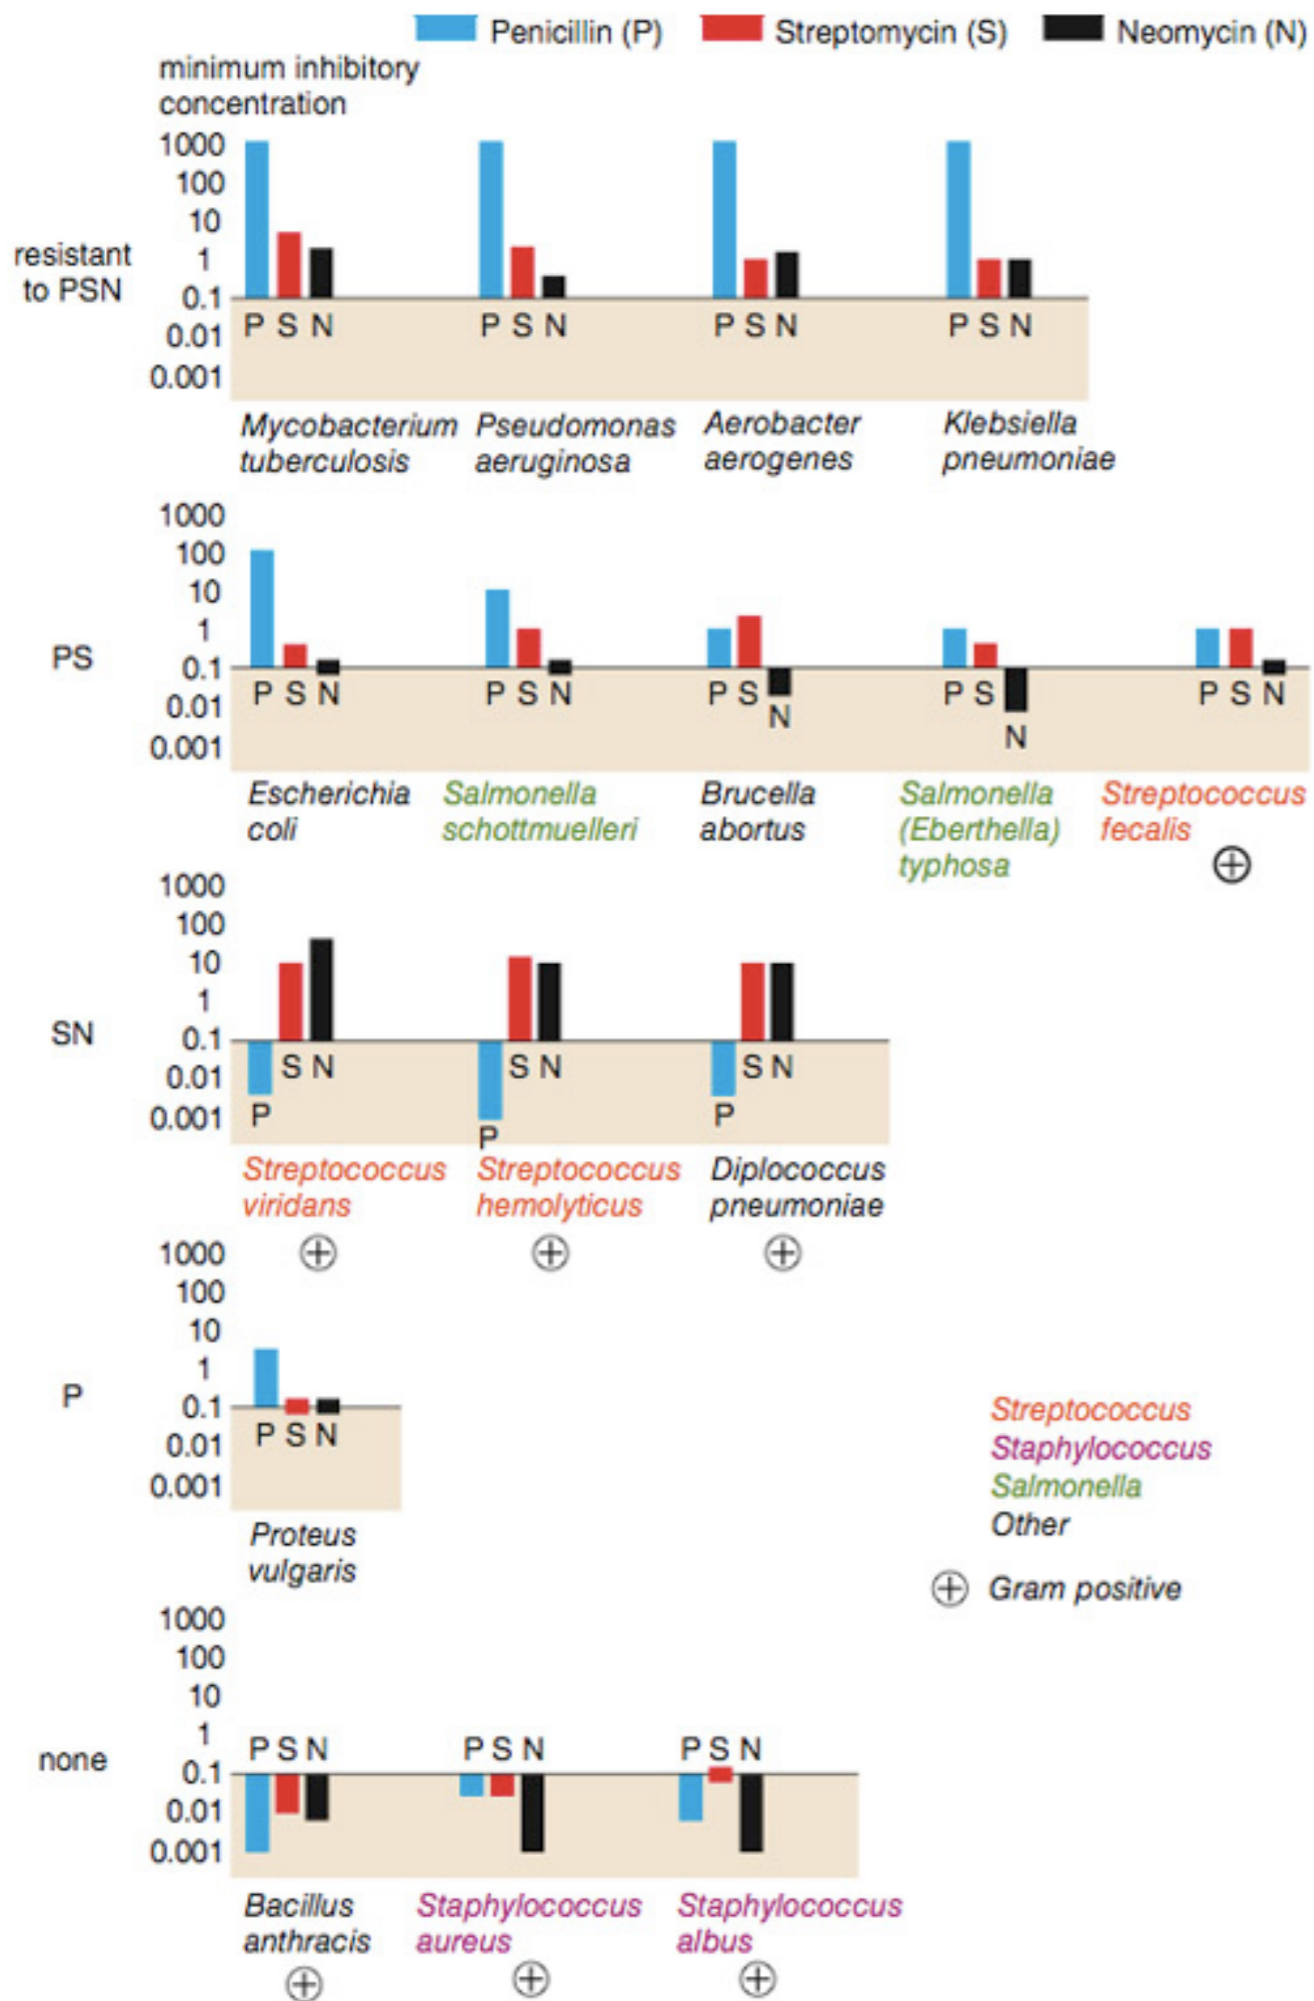 Penicillin (P) Streptomycin (S) Neomycin (N)
minimum inhibitory
concentration
1000
100
10
1
0.1
0.01
0.001
resistant
to PSN
P S N
P S N
P S N
P S N
Mycobacterium
tuberculosis
Pseudomonas
aeruginosa
Aerobacter
aerogenes
Klebsiella
pneumoniae
1000
100
10
1
0.1
0.01
0.001
PS
P S N
P S N
P S
N
P S
N
P S N
Escherichia
coli
Salmonella
schottmuelleri
Brucella
abortus
Salmonella
(Eberthella)
typhosa
Streptococcus
fecalis
+
1000
100
10
1
0.1
0.01
0.001
SN
S N
P
S N
P
S N
P
Streptococcus
viridans
+
Streptococcus
hemolyticus
+
Diplococcus
pneumoniae
+
1000
100
10
1
0.1
0.01
0.001
P
P S N
Proteus
vulgaris
Streptococcus
Staphylococcus
Salmonella
Other
+ Gram positive
1000
100
10
1
0.1
0.01
0.001
none
P S N
P S N
P S N
Bacillus
anthracis
+
Staphylococcus
aureus
+
Staphylococcus
albus
+